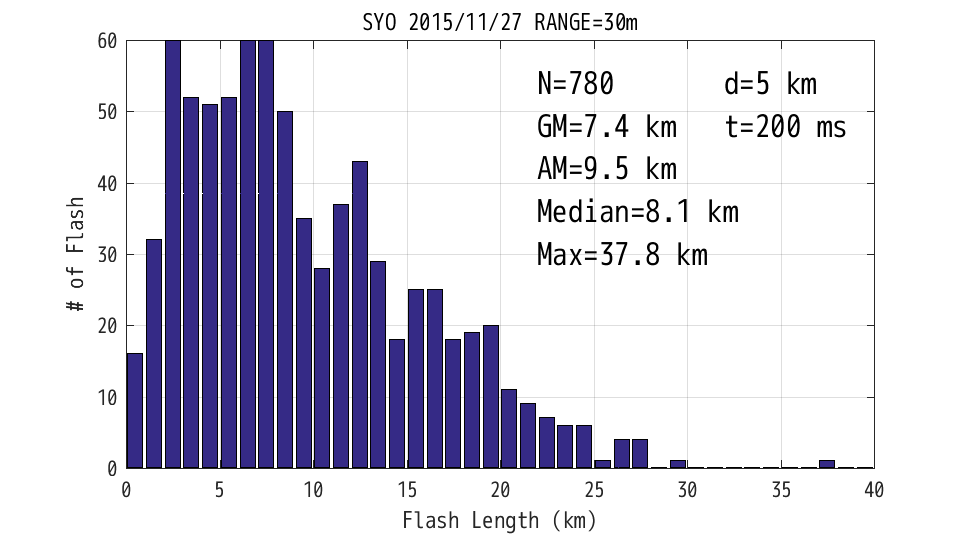 SYO 2015/11/27 RANGE=30m
60
50
40
30
20
10
0
# of Flash
N=780 d=5 km
GM=7.4 km t=200 ms
AM=9.5 km
Median=8.1 km
Max=37.8 km
0 5 10 15 20 25 30 35 40
Flash Length (km)